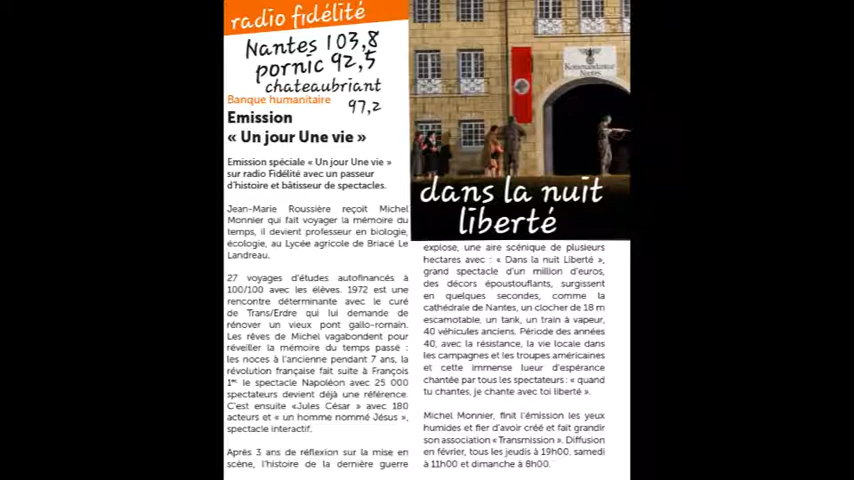 radio fidélité
Nantes 103,8
pornic 92,5
chateaubriant
97,2
Banque humanitaire
Emission
« Un jour Une vie »
Emission spéciale « Un jour Une vie »
sur radio Fidélité avec un passeur
d'histoire et bâtisseur de spectacles.
Jean-Marie Roussière reçoit Michel
Monnier qui fait voyager la mémoire du
temps, il devient professeur en biologie,
écologie, au Lycée agricole de Briacé Le
Landreau.
27 voyages d'études autofinancés à
100/100 avec les élèves. 1972 est une
rencontre déterminante avec le curé
de Trans/Erdre qui lui demande de
rénover un vieux pont gallo-romain.
Les rêves de Michel vagabondent pour
réveiller la mémoire du temps passé :
les noces à l'ancienne pendant 7 ans, la
révolution française fait suite à François
1er le spectacle Napoléon avec 25 000
spectateurs devient déjà une référence.
C'est ensuite «Jules César » avec 180
acteurs et « un homme nommé Jésus »,
spectacle interactif.
Après 3 ans de réflexion sur la mise en
scène, l'histoire de la dernière guerre
Kommandantur
Nantes
dans la nuit
liberté
explose, une aire scénique de plusieurs
hectares avec : « Dans la nuit Liberté »,
grand spectacle d'un million d'euros,
des décors époustouflants, surgissent
en quelques secondes, comme la
cathédrale de Nantes, un clocher de 18 m
escamotable, un tank, un train à vapeur,
40 véhicules anciens. Période des années
40, avec la résistance, la vie locale dans
les campagnes et les troupes américaines
et cette immense lueur d'espérance
chantée par tous les spectateurs : « quand
tu chantes, je chante avec toi liberté ».
Michel Monnier, finit l'émission les yeux
humides et fier d'avoir créé et fait grandir
son association « Transmission ». Diffusion
en février, tous les jeudis à 19h00. samedi
à 11h00 et dimanche à 8h00.